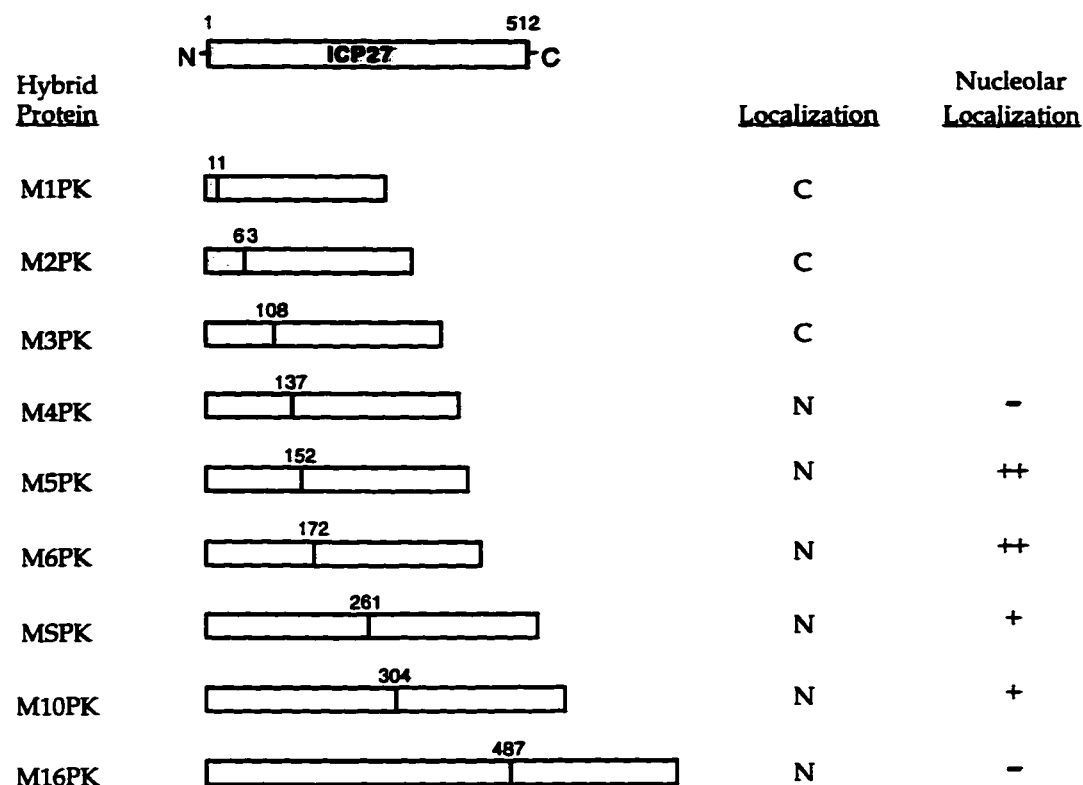 1 512
N ICP27 C
Hybrid Protein
Localization
Nucleolar Localization
11
M1PK C
63
M2PK C
108
M3PK C
137
M4PK N -
152
M5PK N ++
172
M6PK N ++
261
MSPK N +
304
M10PK N +
487
M16PK N -